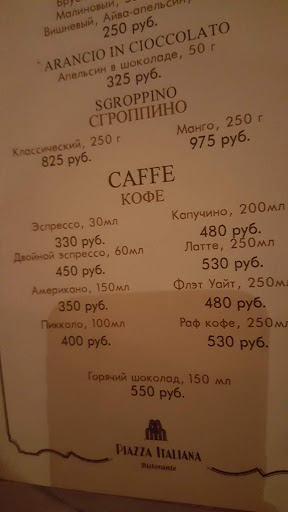 Малиновый,
Вишневый, Айва-апельсин,
250 руб.
ARANCIO IN CIOCCOLATO
Апельсин в шоколаде, 50 г
325 руб.
SGROPPINO
СГРОППИНО
Классический, 250 г
825 руб.
Манго, 250 г
975 руб.
CAFFE
КОФЕ
Эспрессо, 30мл
330 руб.
Двойной эспрессо, 60мл
450 руб.
Американо, 150мл
350 руб.
Пикколо, 100мл
400 руб.
Капучино, 200мл
480 руб.
Латте, 250мл
530 руб.
Флэт Уайт, 250мл
480 руб.
Раф кофе, 250мл
530 руб.
Горячий шоколад, 150 мл
550 руб.
PIAZZA ITALIANA
Ristorante